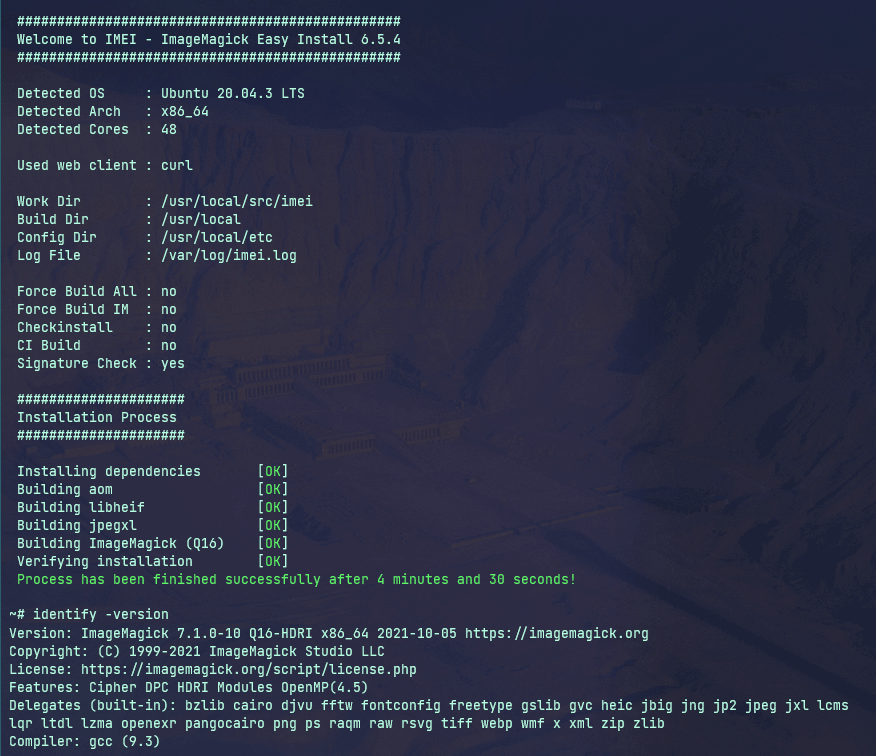 ################################################
Welcome to IMEI - ImageMagick Easy Install 6.5.4
################################################
Detected OS     : Ubuntu 20.04.3 LTS
Detected Arch   : x86_64
Detected Cores  : 48
Used web client : curl
Work Dir        : /usr/local/src/imei
Build Dir       : /usr/local
Config Dir      : /usr/local/etc
Log File        : /var/log/imei.log
Force Build All : no
Force Build IM  : no
Checkinstall    : no
CI Build        : no
Signature Check : yes
#####################
Installation Process
#####################
Installing dependencies       [OK]
Building aom                  [OK]
Building libheif              [OK]
Building jpegxl               [OK]
Building ImageMagick (Q16)    [OK]
Verifying installation        [OK]
Process has been finished successfully after 4 minutes and 30 seconds!
~# identify -version
Version: ImageMagick 7.1.0-10 Q16-HDRI x86_64 2021-10-05 https://imagemagick.org
Copyright: (C) 1999-2021 ImageMagick Studio LLC
License: https://imagemagick.org/script/license.php
Features: Cipher DPC HDRI Modules OpenMP(4.5)
Delegates (built-in): bzlib cairo djvu fftw fontconfig freetype gslib gvc heic jbig jng jp2 jpeg jxl lcms
lqr ltdl lzma openexr pangocairo png ps raqm raw rsvg tiff webp wmf x xml zip zlib
Compiler: gcc (9.3)